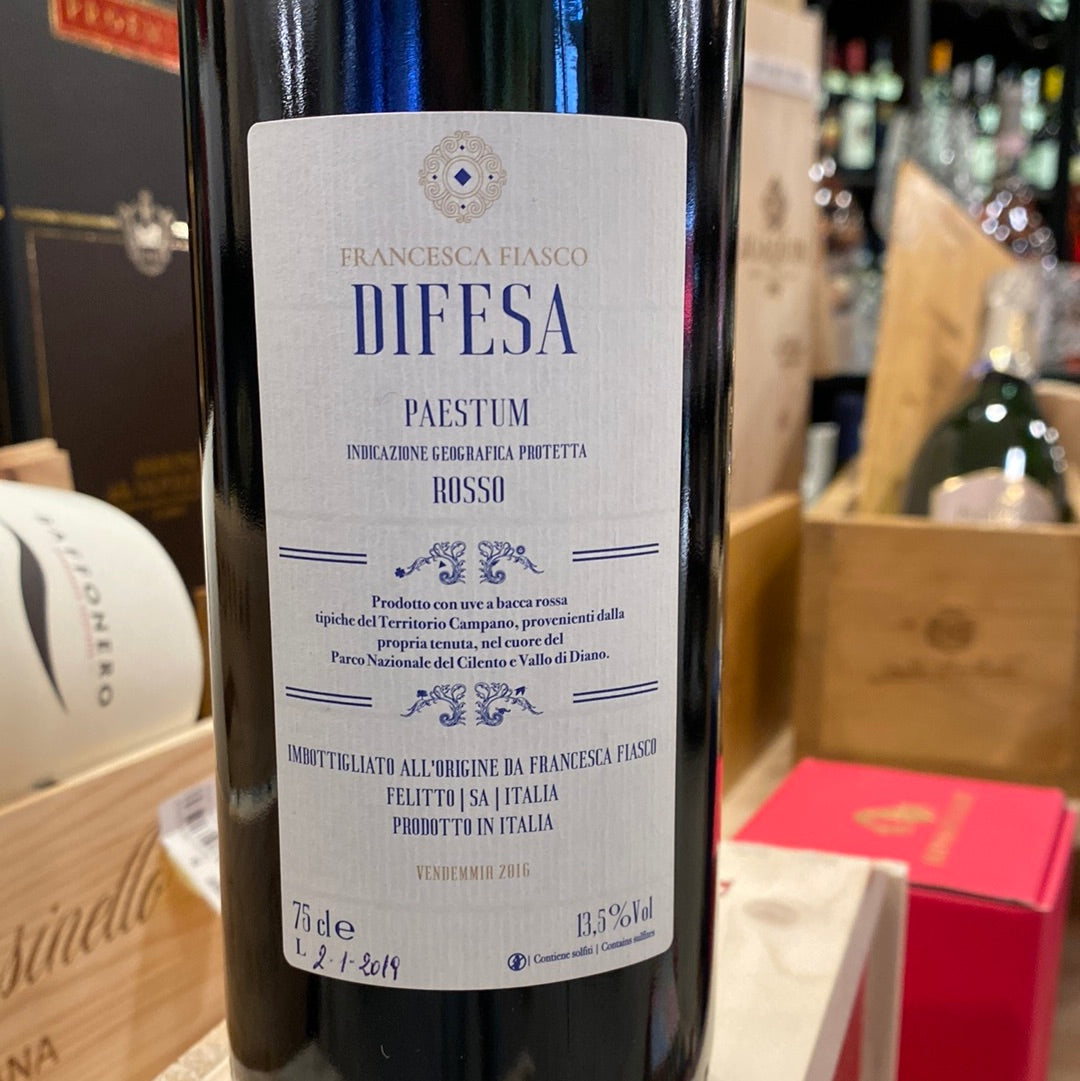 FRANCESCA FIASCO
DIFESA
PAESTUM
INDICAZIONE GEOGRAFICA PROTETTA
ROSSO
Prodotto con uve a bacca rossa
tipiche del Territorio Campano, provenienti dalla
propria tenuta, nel cuore del
Parco Nazionale del Cilento e Vallo di Diano.
IMBOTTIGLIATO ALL'ORIGINE DA FRANCESCA FIASCO
FELITTO | SA | ITALIA
PRODOTTO IN ITALIA
VENDEMMIA 2016
75 cl e
13,5%Vol
L 2-1-2019
| Contiene solfiti | Contains sulfites
DAFFONERO